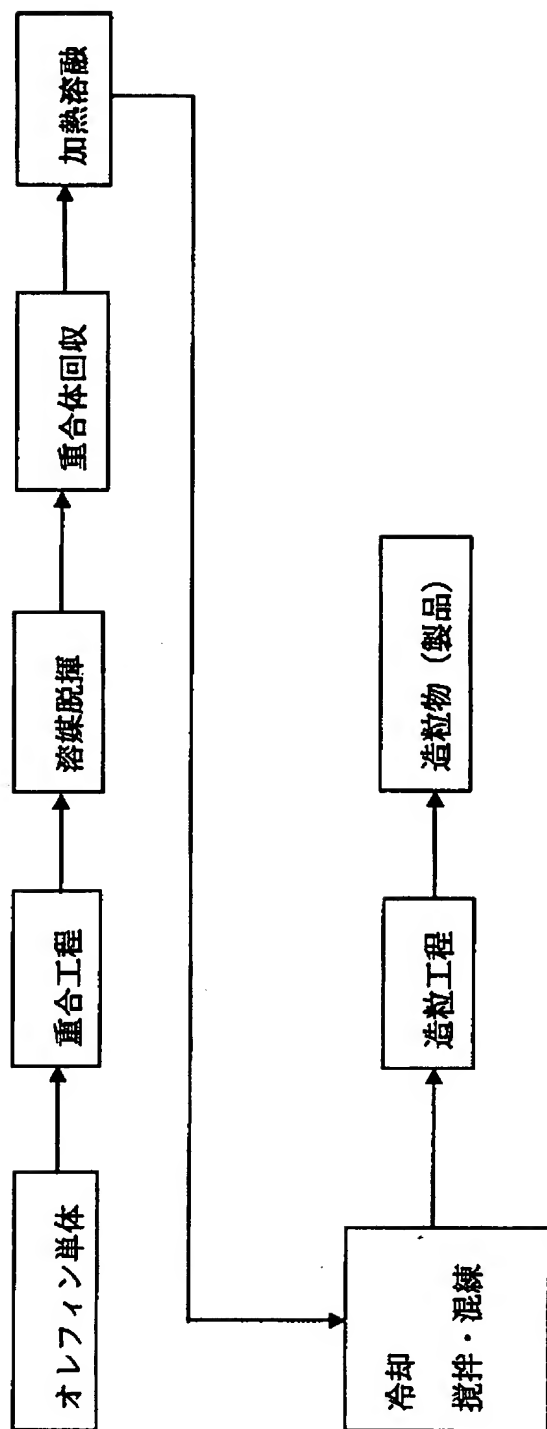 オレフィン単体
重合工程
溶媒脱揮
重合体回収
加熱溶融
冷却
撹拌・混練
造粒工程
造粒物（製品）